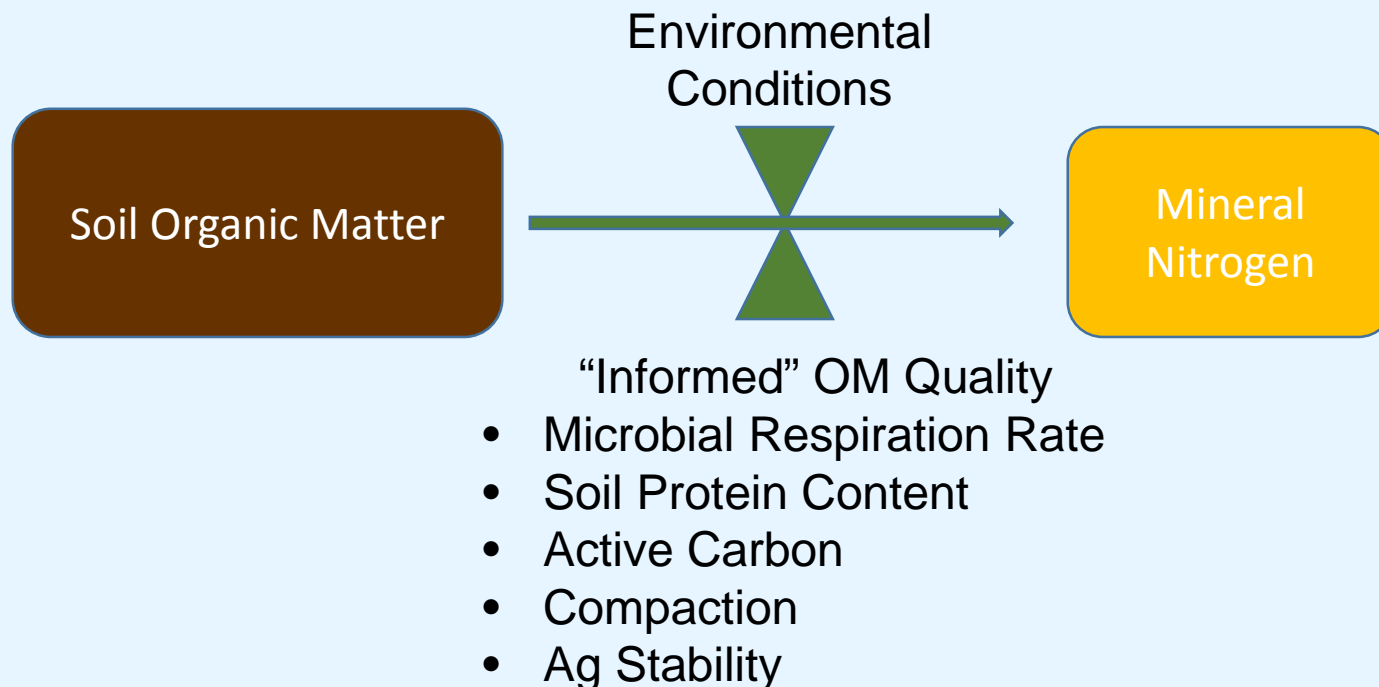 Environmental
Conditions
Soil Organic Matter
Mineral
Nitrogen
“Informed” OM Quality
• Microbial Respiration Rate
• Soil Protein Content
• Active Carbon
• Compaction
• Ag Stability